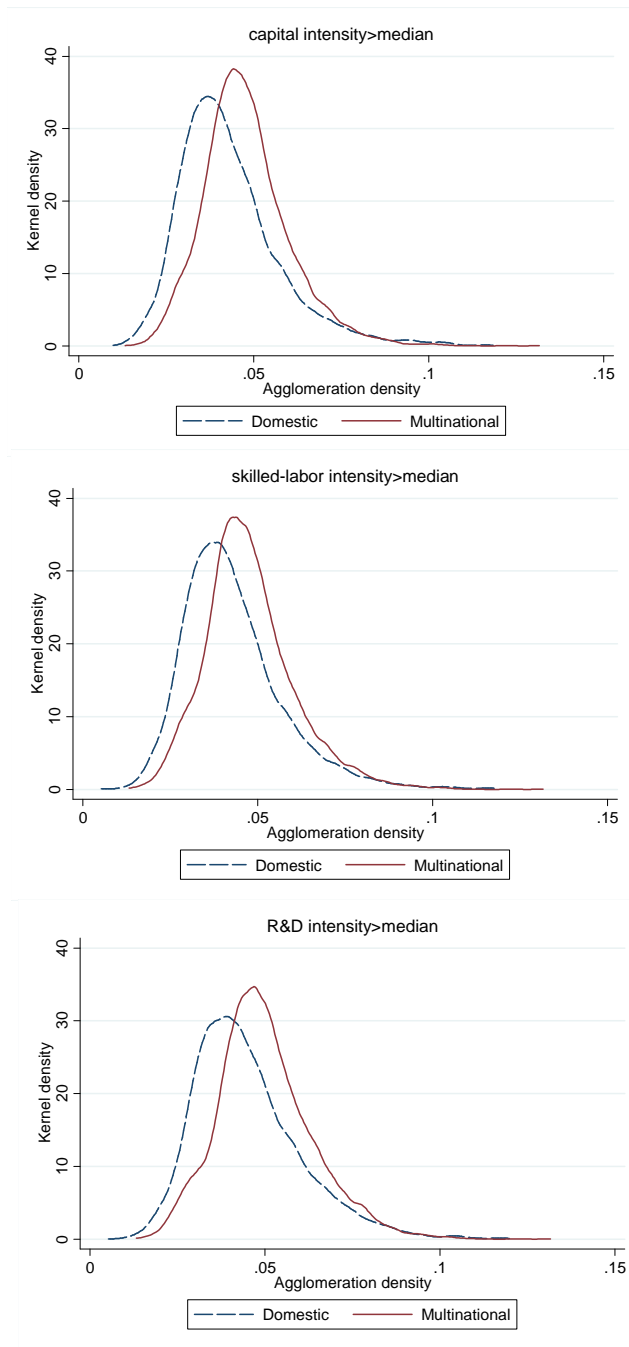 capital intensity>median
40
30
20
10
0
Kernel density
0 .05 .1 .15
Agglomeration density
Domestic Multinational
skilled-labor intensity>median
40
30
20
10
0
Kernel density
0 .05 .1 .15
Agglomeration density
Domestic Multinational
R&D intensity>median
40
30
20
10
0
Kernel density
0 .05 .1 .15
Agglomeration density
Domestic Multinational